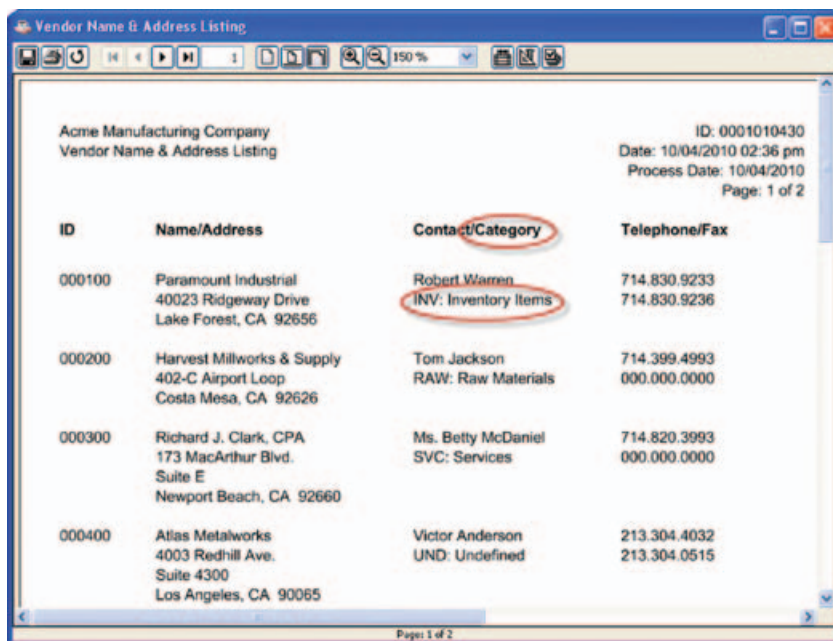 Vendor Name & Address Listing
1 150 %
Acme Manufacturing Company ID: 0001010430
Vendor Name & Address Listing Date: 10/04/2010 02:36 pm
Process Date: 10/04/2010
Page: 1 of 2
ID Name/Address Contact/Category Telephone/Fax
000100 Paramount Industrial Robert Warren 714.830.9233
40023 Ridgeway Drive INV: Inventory Items 714.830.9236
Lake Forest, CA 92656
000200 Harvest Millworks & Supply Tom Jackson 714.399.4993
402-C Airport Loop RAW: Raw Materials 000.000.0000
Costa Mesa, CA 92626
000300 Richard J. Clark, CPA Ms. Betty McDaniel 714.820.3993
173 MacArthur Blvd. SVC: Services 000.000.0000
Suite E
Newport Beach, CA 92660
000400 Atlas Metalworks Victor Anderson 213.304.4032
4003 Redhill Ave. UND: Undefined 213.304.0515
Suite 4300
Los Angeles, CA 90065
Page: 1 of 2